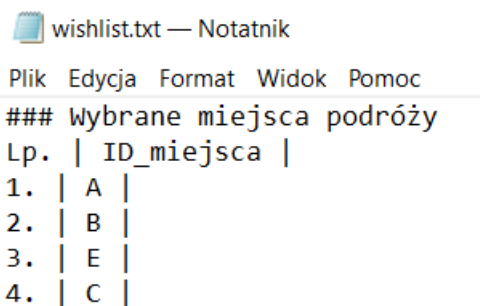 wishlist.txt — Notatnik
Plik Edycja Format Widok Pomoc
### Wybrane miejsca podróży
Lp. | ID_miejsca |
1. | A |
2. | B |
3. | E |
4. | C |